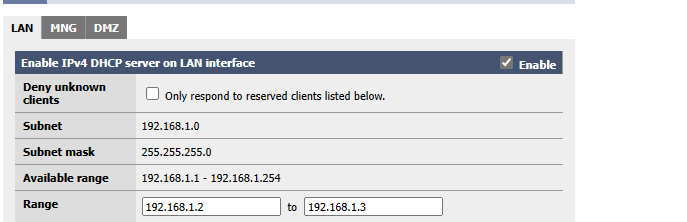 LAN MNG DMZ
Enable IPv4 DHCP server on LAN interface Enable
Deny unknown
clients
Only respond to reserved clients listed below.
Subnet 192.168.1.0
Subnet mask 255.255.255.0
Available range 192.168.1.1 - 192.168.1.254
Range 192.168.1.2 to 192.168.1.3